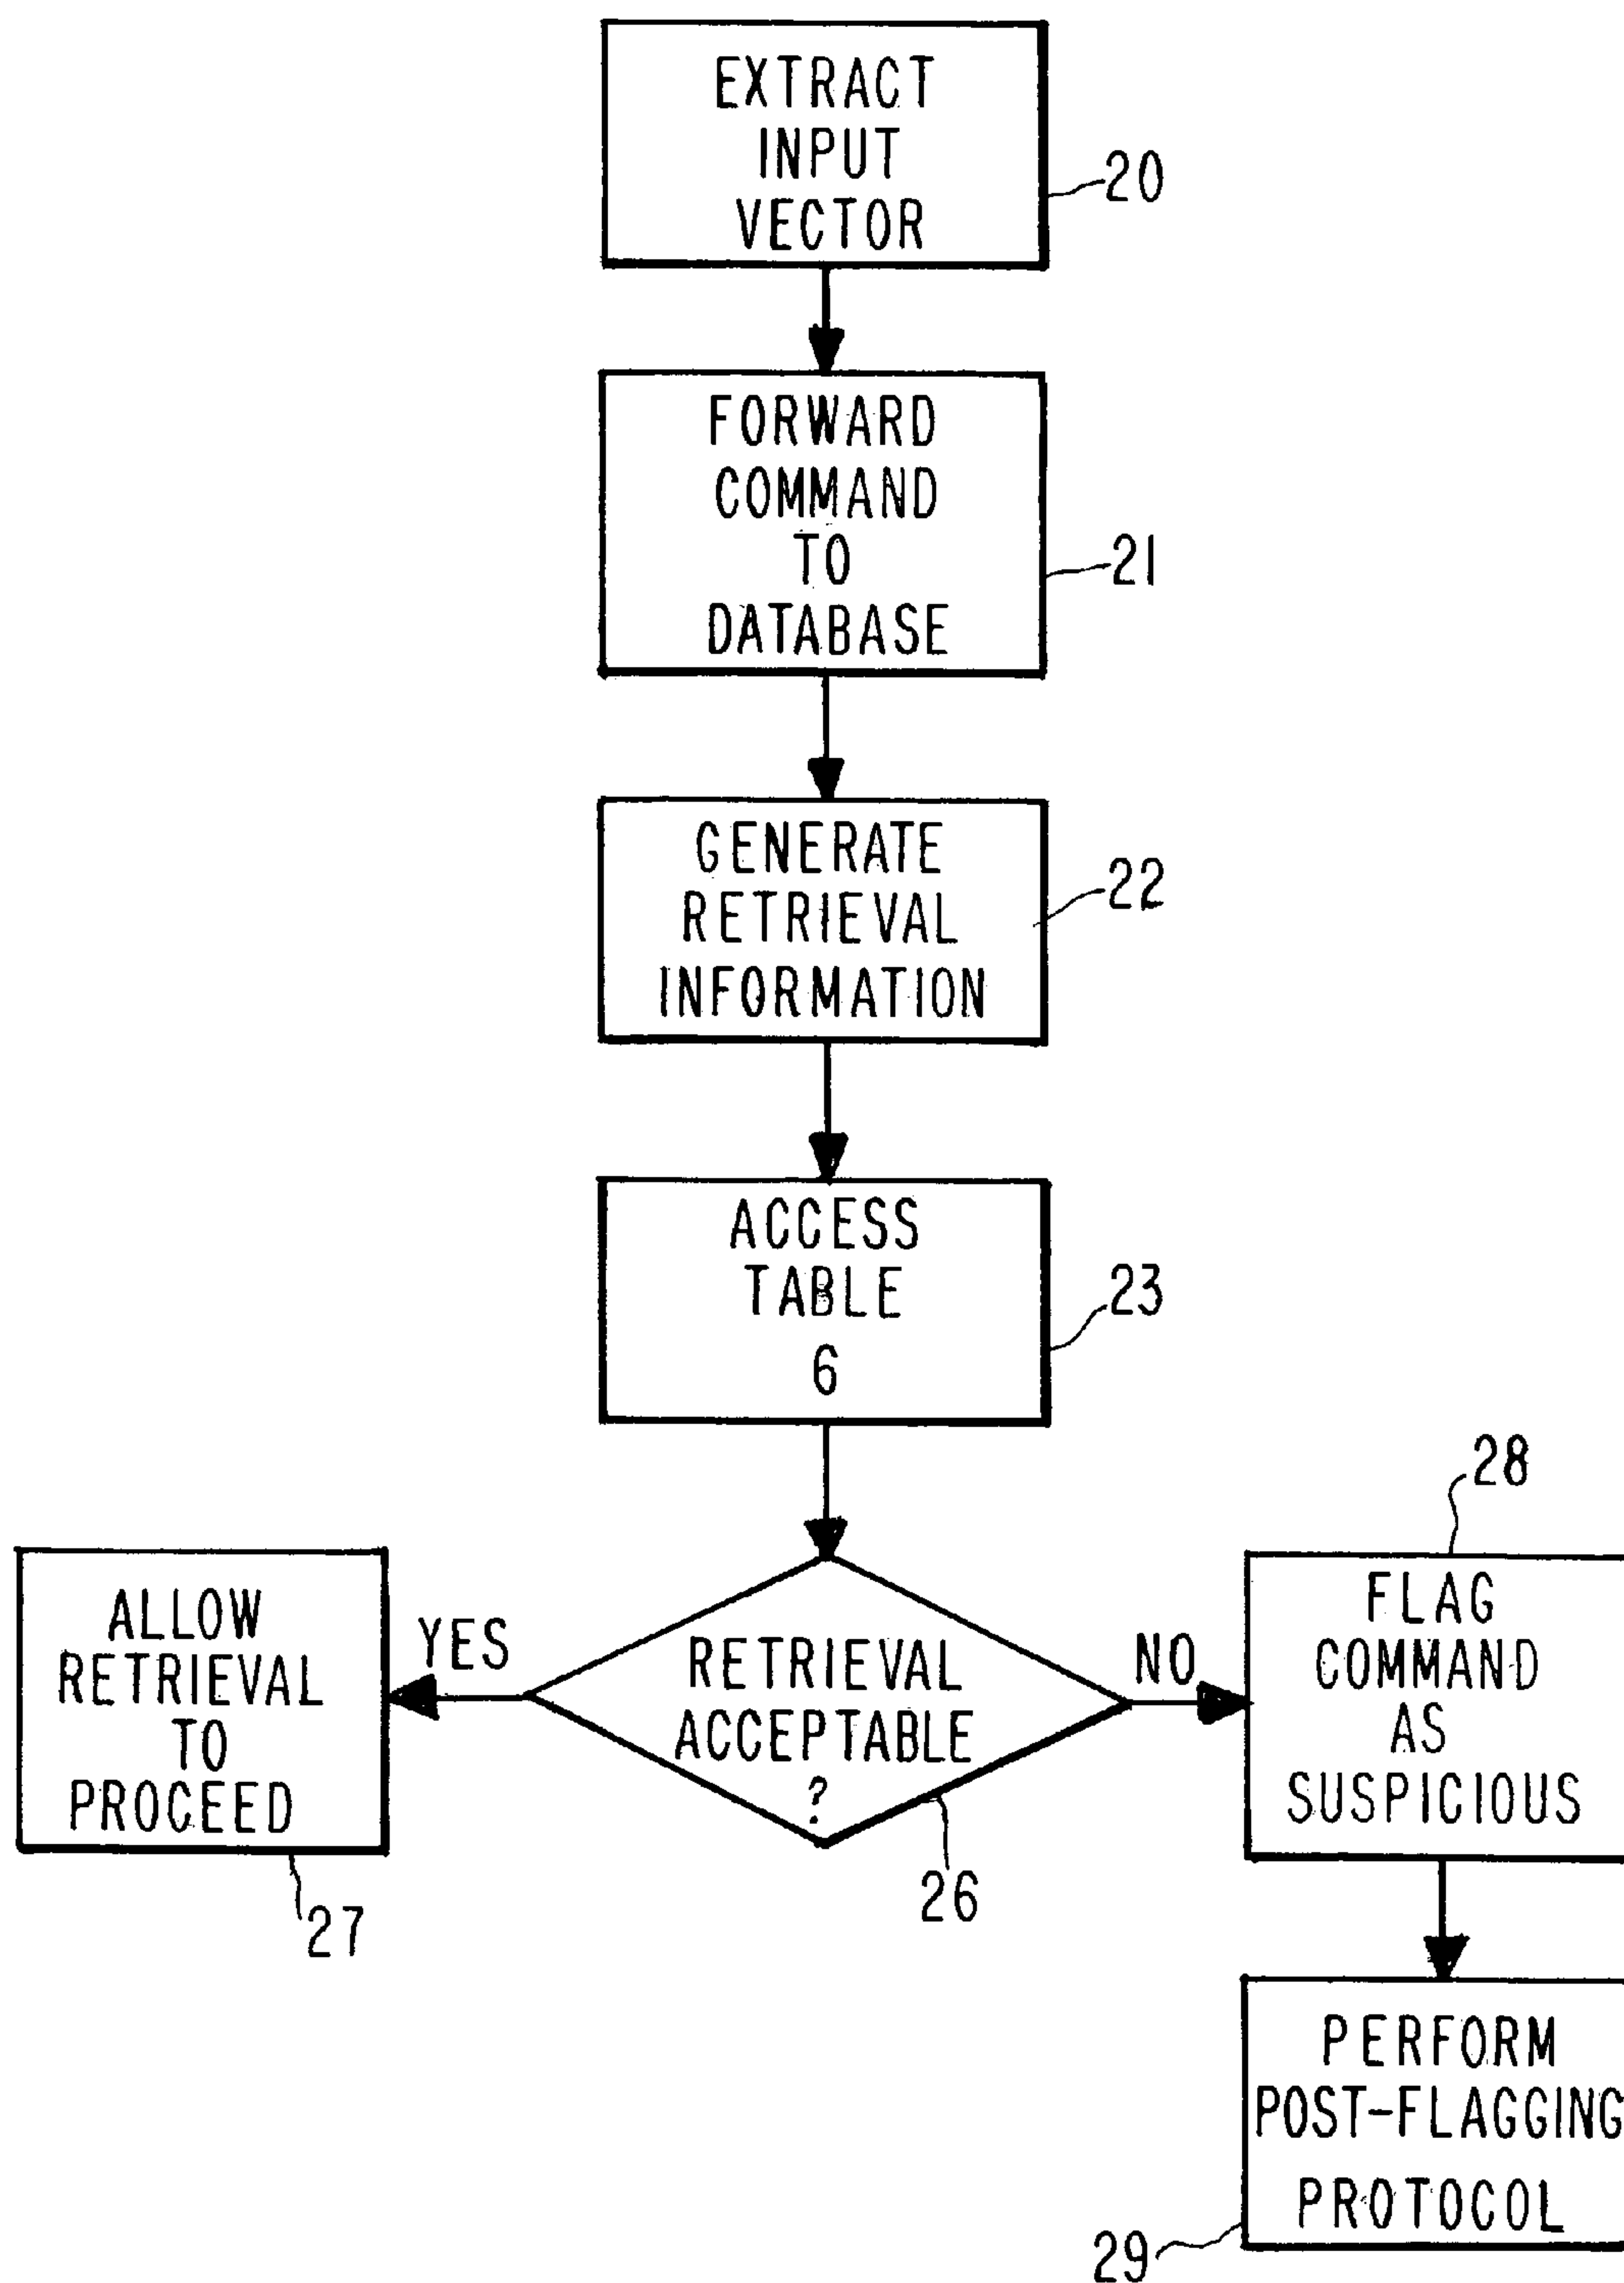 EXTRACT
INPUT
VECTOR
20
FORWARD
COMMAND
TO
DATABASE
21
GENERATE
RETRIEVAL
INFORMATION
22
ACCESS
TABLE
6
23
ALLOW
RETRIEVAL
TO
PROCEED
27
YES
RETRIEVAL
ACCEPTABLE
?
26
NO
28
FLAG
COMMAND
AS
SUSPICIOUS
PERFORM
POST-FLAGGING
PROTOCOL
29